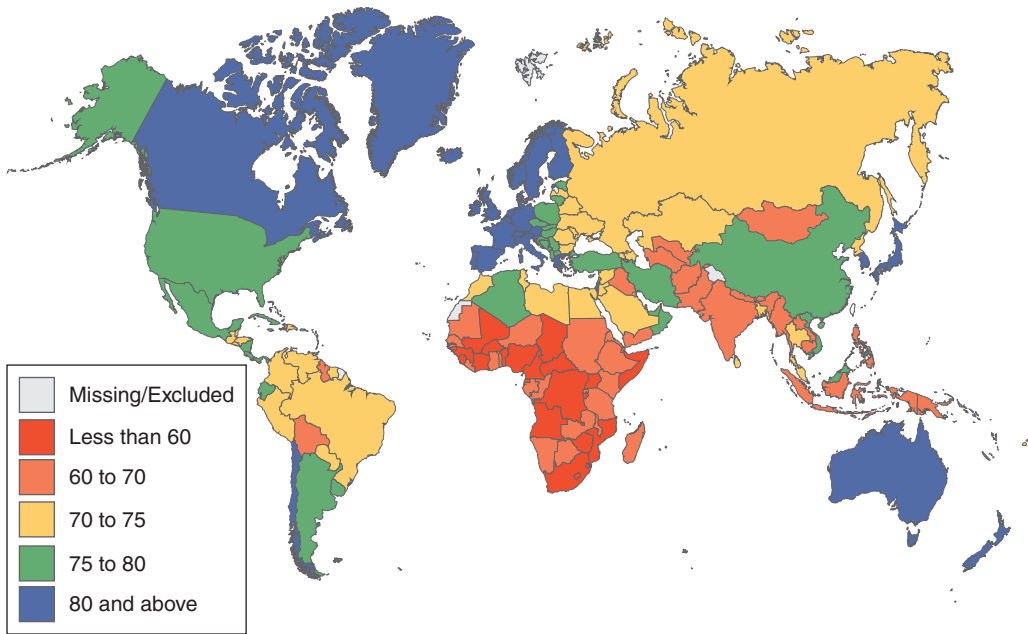 Missing/Excluded
Less than 60
60 to 70
70 to 75
75 to 80
80 and above